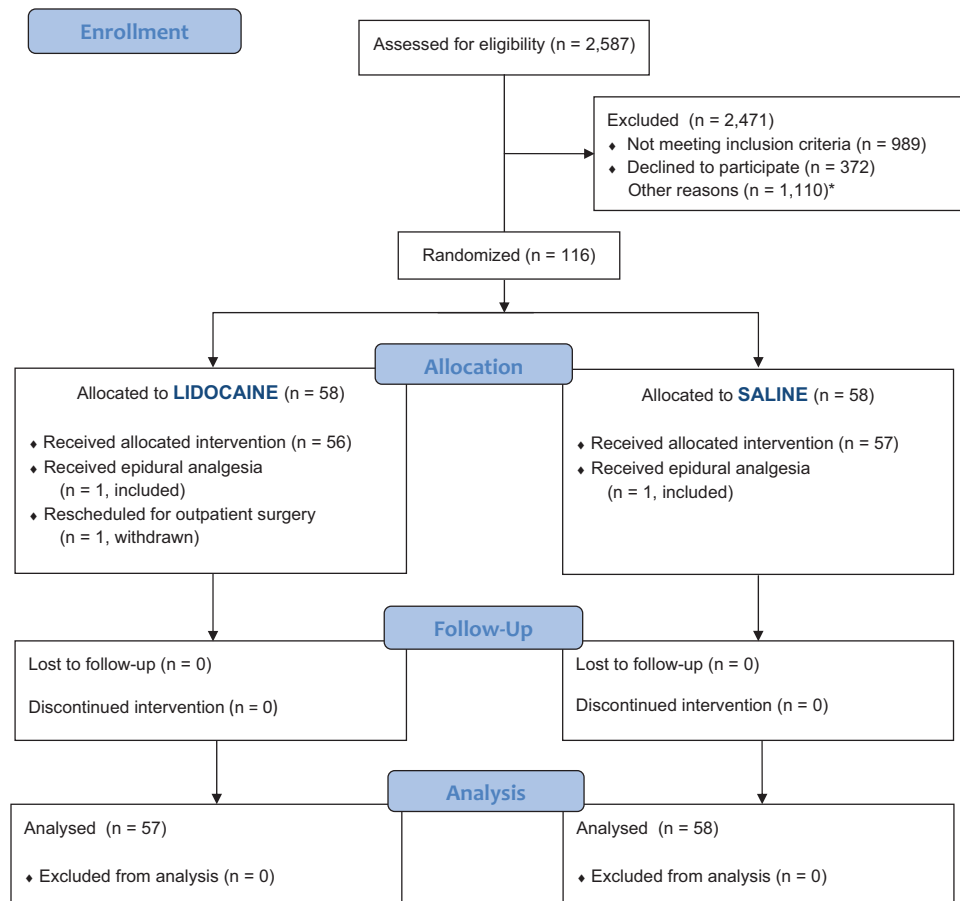 Enrollment
Assessed for eligibility (n = 2,587)
Excluded (n = 2,471)
♦ Not meeting inclusion criteria (n = 989)
♦ Declined to participate (n = 372)
Other reasons (n = 1,110)*
Randomized (n = 116)
Allocation
Allocated to LIDOCAINE (n = 58)
♦ Received allocated intervention (n = 56)
♦ Received epidural analgesia
(n = 1, included)
♦ Rescheduled for outpatient surgery
(n = 1, withdrawn)
Allocated to SALINE (n = 58)
♦ Received allocated intervention (n = 57)
♦ Received epidural analgesia
(n = 1, included)
Follow-Up
Lost to follow-up (n = 0)
Discontinued intervention (n = 0)
Lost to follow-up (n = 0)
Discontinued intervention (n = 0)
Analysis
Analysed (n = 57)
♦ Excluded from analysis (n = 0)
Analysed (n = 58)
♦ Excluded from analysis (n = 0)